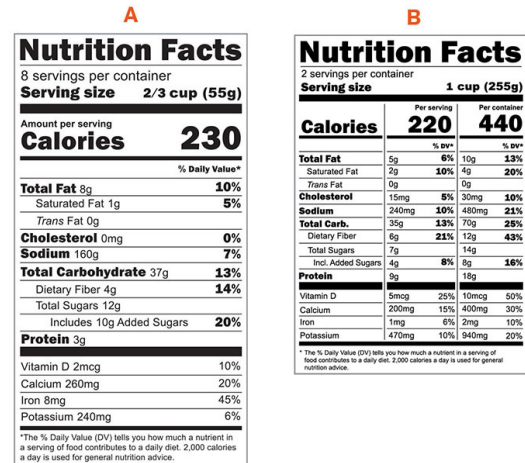 A
Nutrition Facts
8 servings per container
Serving size 2/3 cup (55g)
Amount per serving
Calories 230
% Daily Value*
Total Fat 8g 10%
Saturated Fat 1g 5%
Trans Fat 0g
Cholesterol 0mg 0%
Sodium 160g 7%
Total Carbohydrate 37g 13%
Dietary Fiber 4g 14%
Total Sugars 12g
Includes 10g Added Sugars 20%
Protein 3g
Vitamin D 2mcg 10%
Calcium 260mg 20%
Iron 8mg 45%
Potassium 240mg 6%
*The % Daily Value (DV) tells you how much a nutrient in
a serving of food contributes to a daily diet. 2,000 calories
a day is used for general nutrition advice.
B
Nutrition Facts
2 servings per container
Serving size 1 cup (255g)
Per serving Per container
Calories 220 440
% DV* % DV*
Total Fat 5g 6% 10g 13%
Saturated Fat 2g 10% 4g 20%
Trans Fat 0g 0g
Cholesterol 15mg 5% 30mg 10%
Sodium 240mg 10% 480mg 21%
Total Carb. 35g 13% 70g 25%
Dietary Fiber 6g 21% 12g 43%
Total Sugars 7g 14g
Incl. Added Sugars 4g 8% 8g 16%
Protein 9g 18g
Vitamin D 5mcg 25% 10mcg 50%
Calcium 200mg 15% 400mg 30%
Iron 1mg 6% 2mg 10%
Potassium 470mg 10% 940mg 20%
* The % Daily Value (DV) tells you how much a nutrient in a serving of
food contributes to a daily diet. 2,000 calories a day is used for general
nutrition advice.